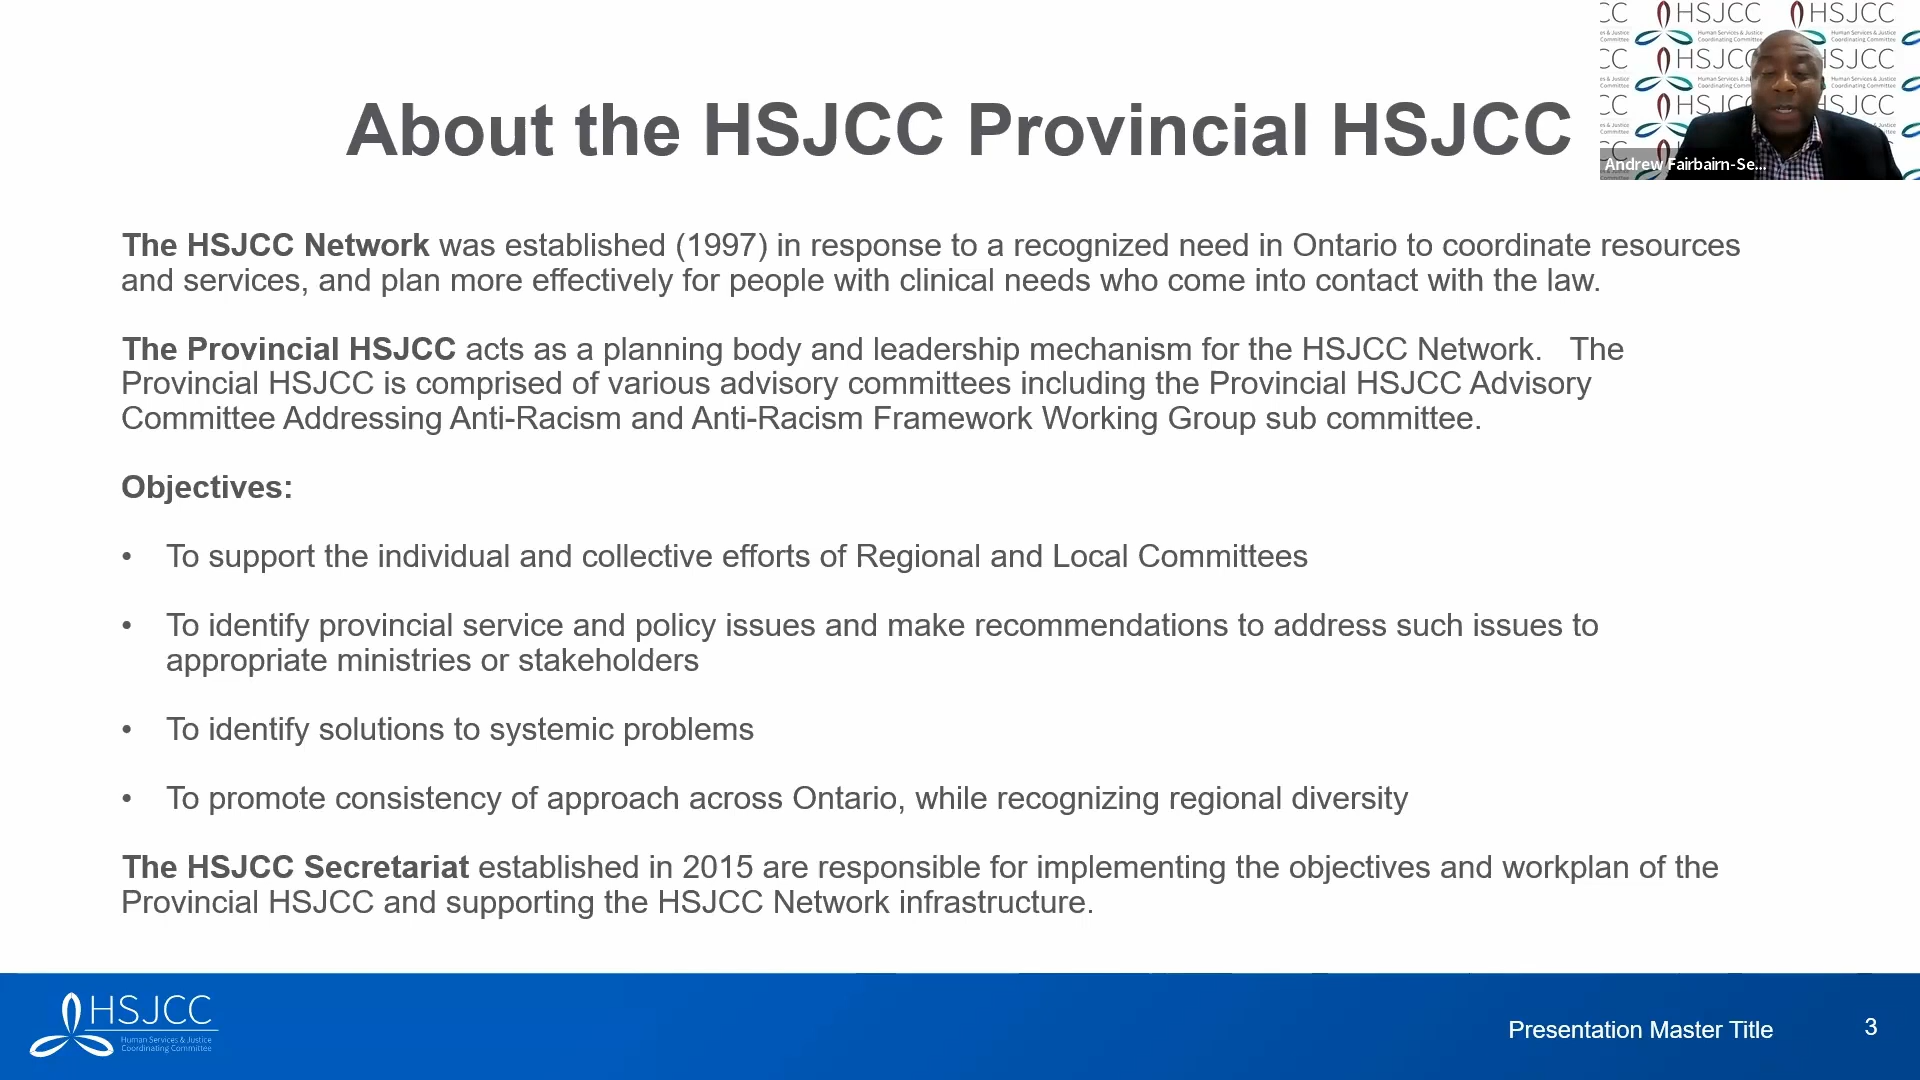 About the HSJCC Provincial HSJCC
Andrew Fairbairn-Se...
The HSJCC Network was established (1997) in response to a recognized need in Ontario to coordinate resources
and services, and plan more effectively for people with clinical needs who come into contact with the law.
The Provincial HSJCC acts as a planning body and leadership mechanism for the HSJCC Network. The
Provincial HSJCC is comprised of various advisory committees including the Provincial HSJCC Advisory
Committee Addressing Anti-Racism and Anti-Racism Framework Working Group sub committee.
Objectives:
• To support the individual and collective efforts of Regional and Local Committees
• To identify provincial service and policy issues and make recommendations to address such issues to
appropriate ministries or stakeholders
• To identify solutions to systemic problems
• To promote consistency of approach across Ontario, while recognizing regional diversity
The HSJCC Secretariat established in 2015 are responsible for implementing the objectives and workplan of the
Provincial HSJCC and supporting the HSJCC Network infrastructure.
HSJCC
Human Services & Justice
Coordinating Committee
Presentation Master Title
3